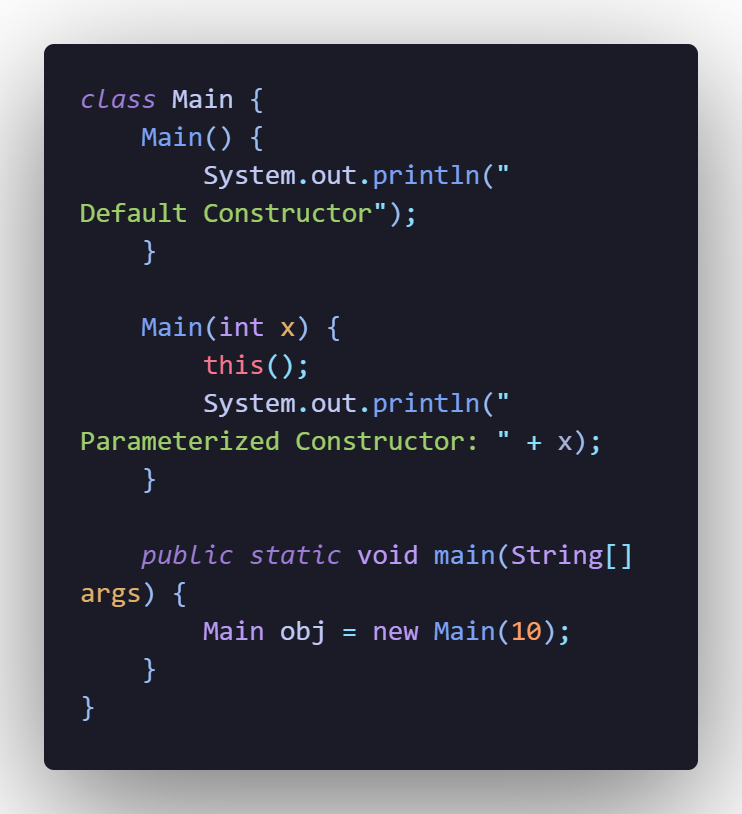 class Main {
    Main() {
        System.out.println("
Default Constructor");
    }

    Main(int x) {
        this();
        System.out.println("
Parameterized Constructor: " + x);
    }

    public static void main(String[]
args) {
        Main obj = new Main(10);
    }
}